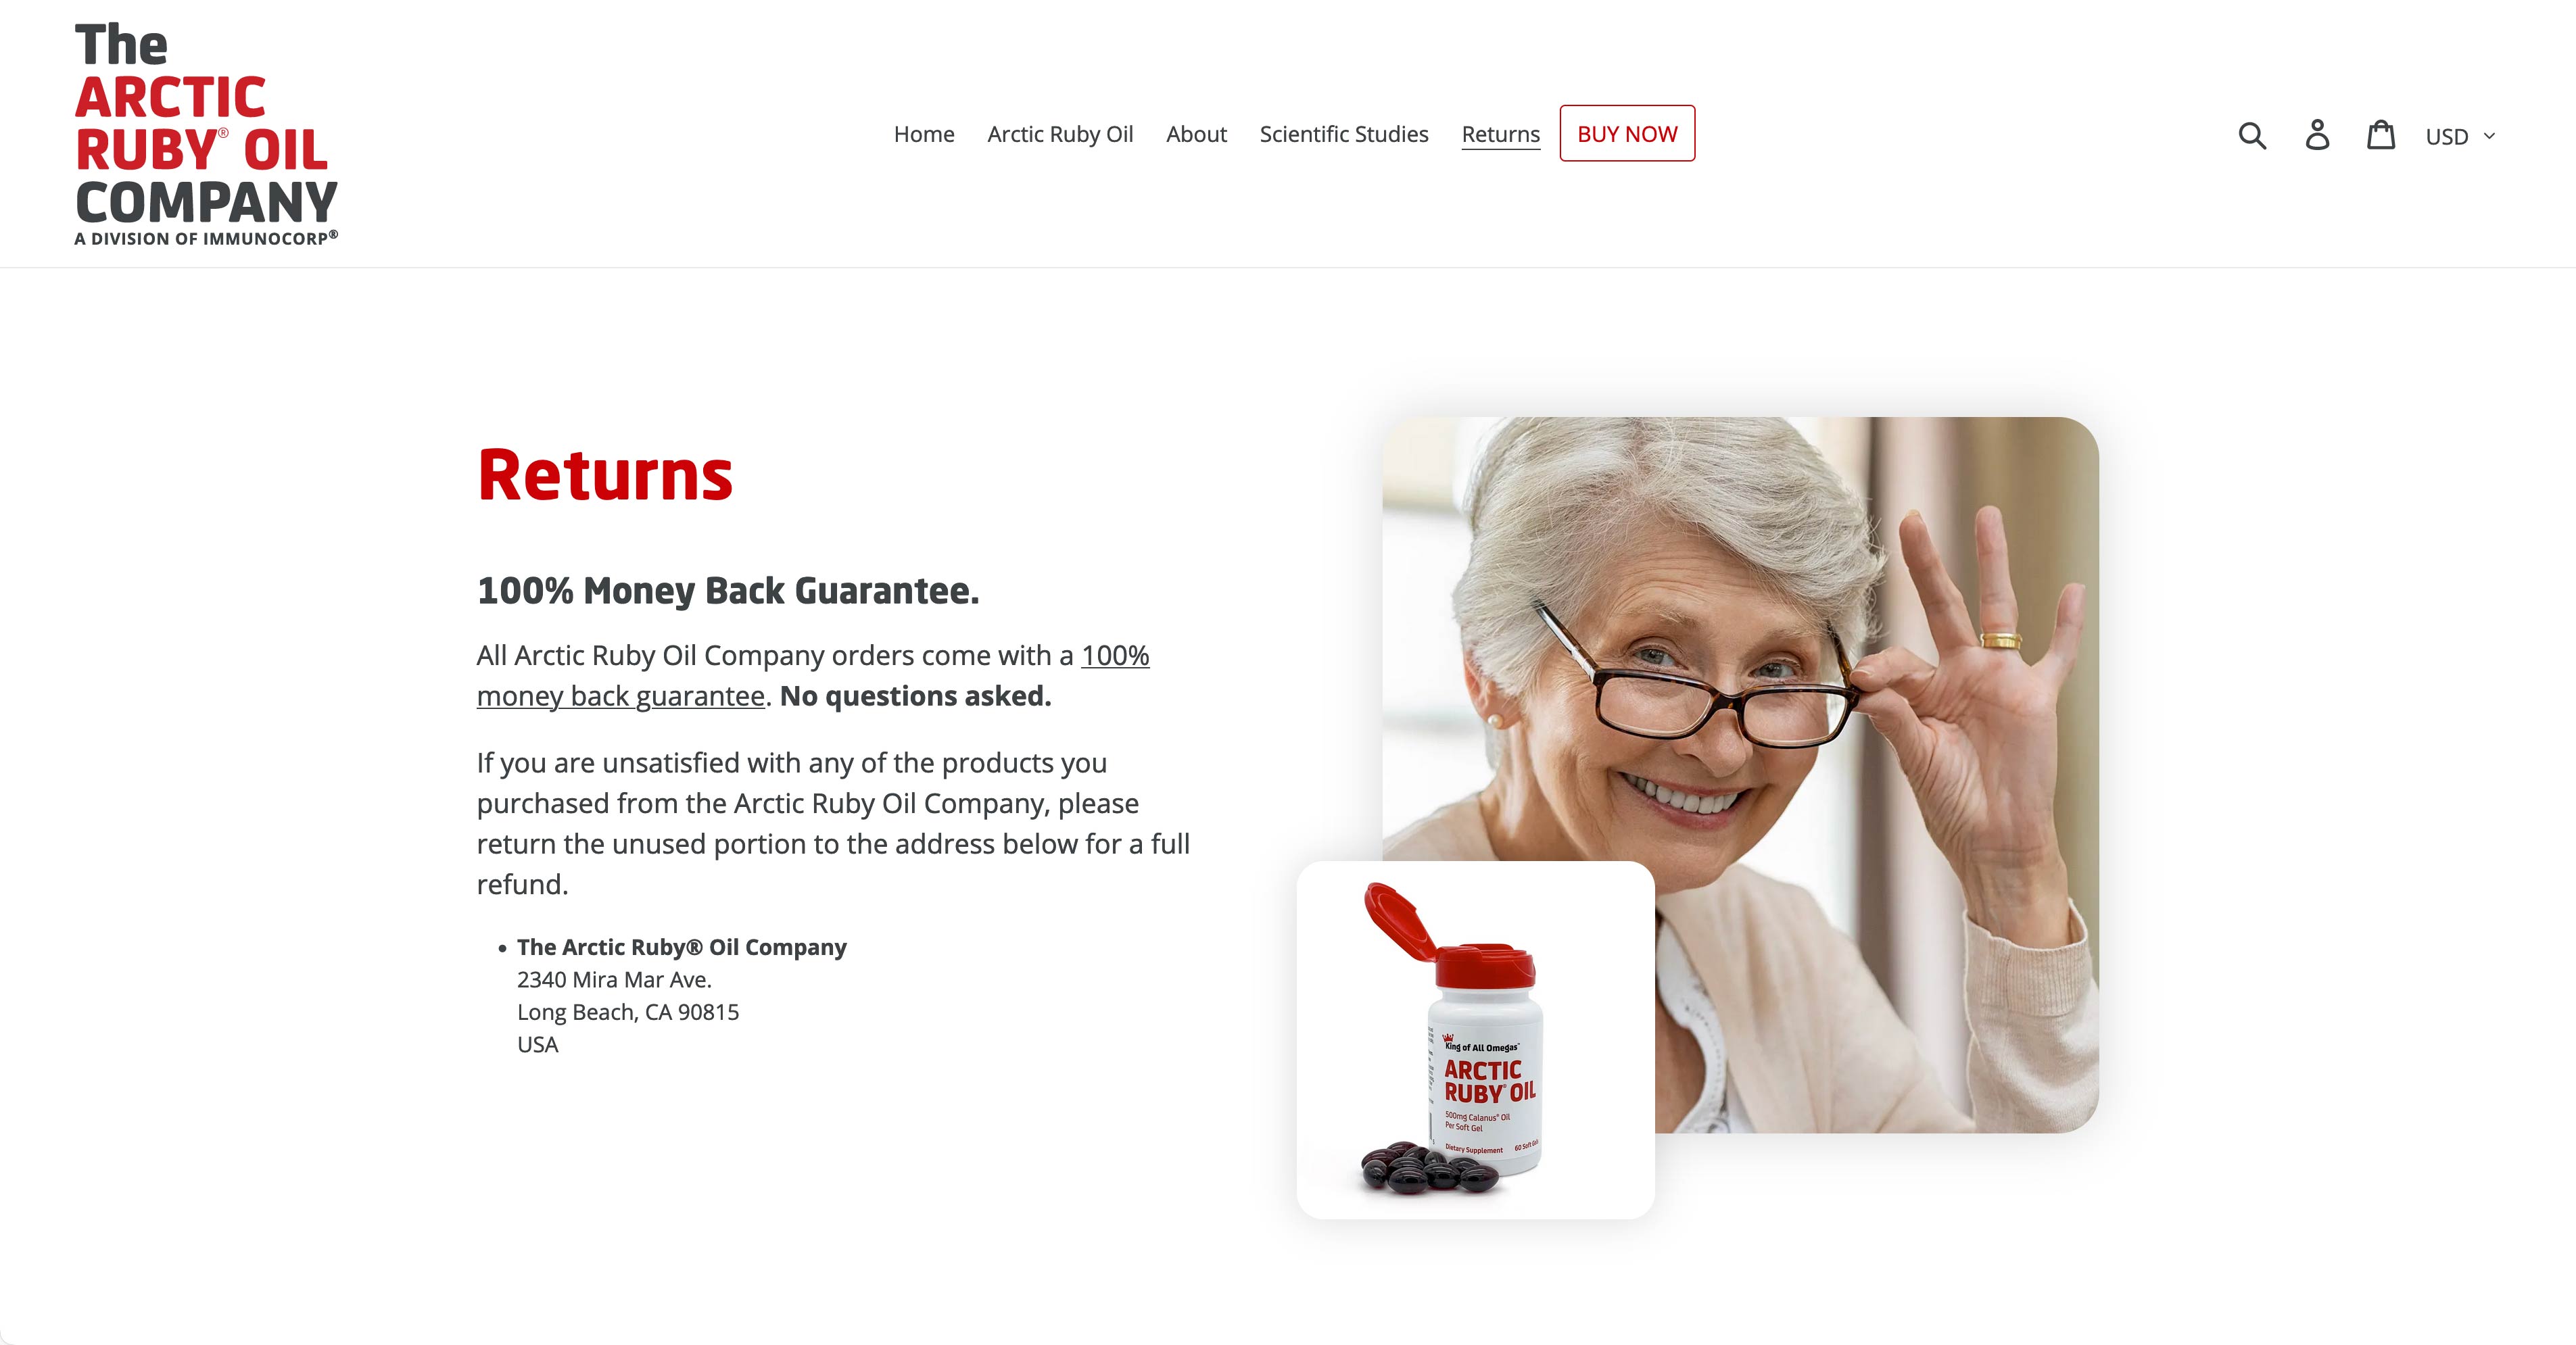 The
ARCTIC
RUBY® OIL
COMPANY
A DIVISION OF IMMUNOCORP®
Home
Arctic Ruby Oil
About
Scientific Studies
Returns
BUY NOW
USD
Returns
100% Money Back Guarantee.
All Arctic Ruby Oil Company orders come with a 100%
money back guarantee. No questions asked.
If you are unsatisfied with any of the products you
purchased from the Arctic Ruby Oil Company, please
return the unused portion to the address below for a full
refund.
• The Arctic Ruby® Oil Company
2340 Mira Mar Ave.
Long Beach, CA 90815
USA
King of All Omegas™
ARCTIC
RUBY® OIL
500mg Calanus® Oil
Per Soft Gel
Dietary Supplement 60 Soft Gels